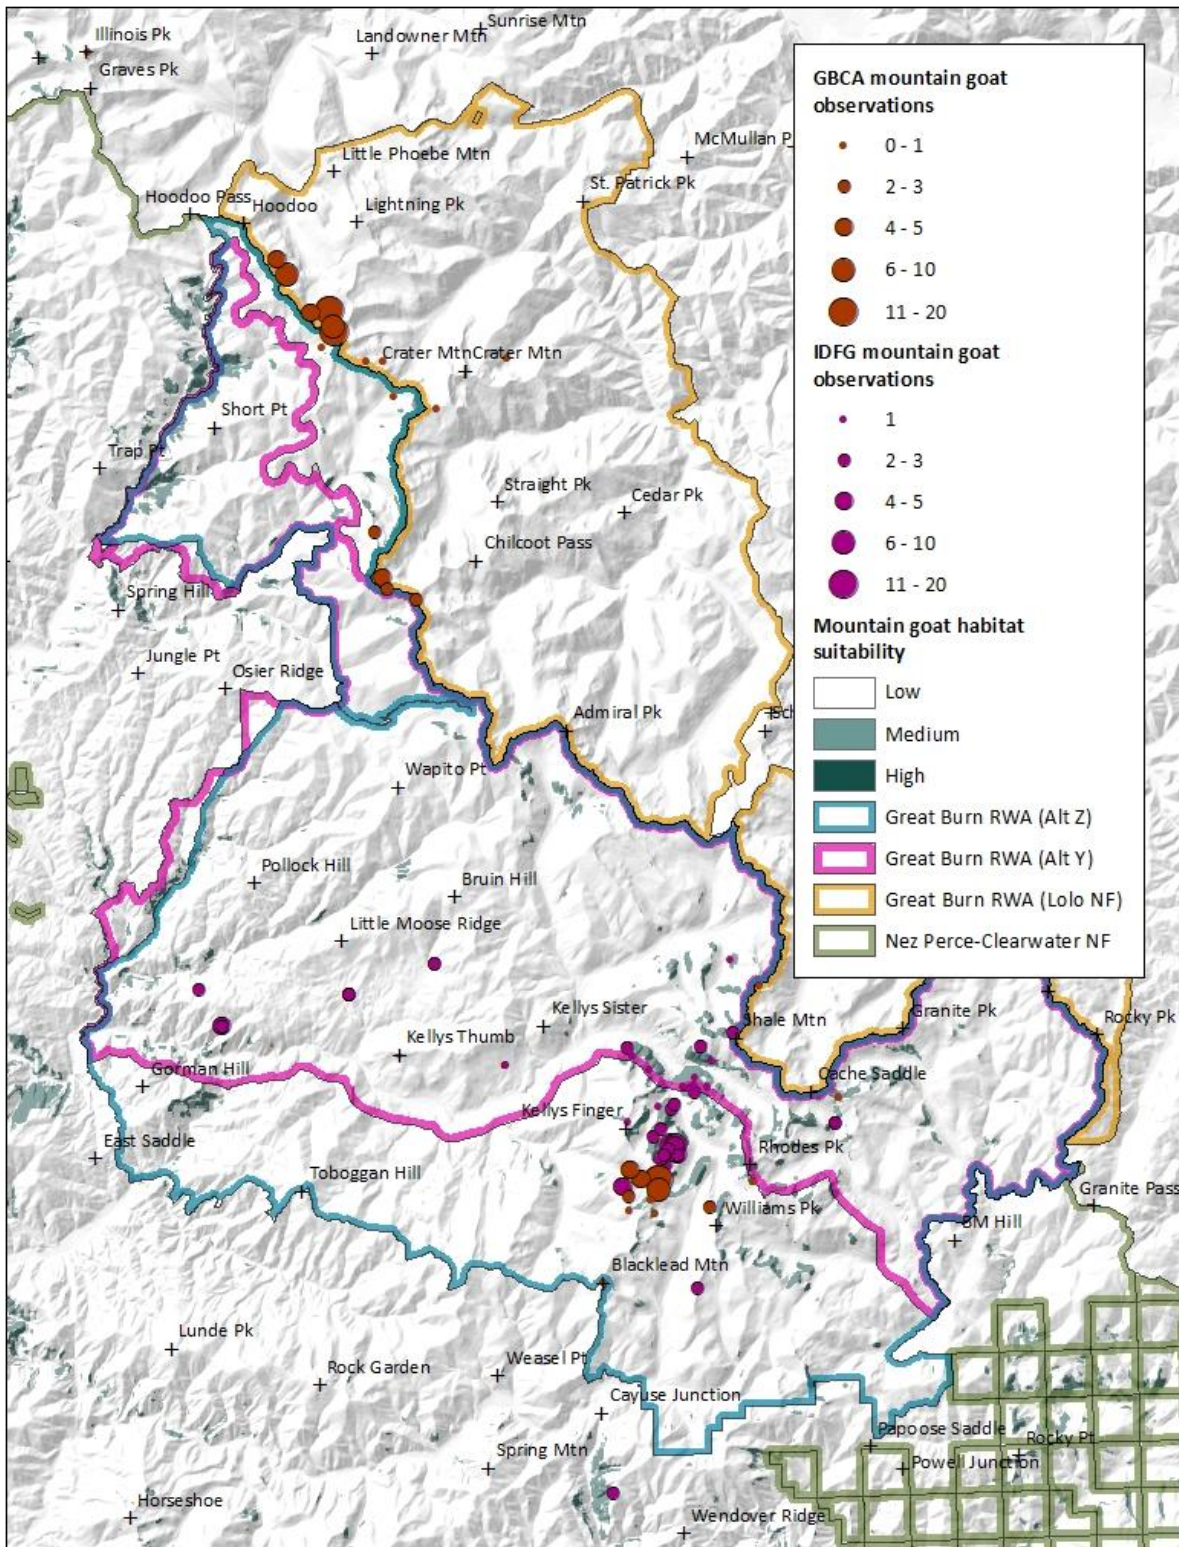 Sunrise Mtn
Illinois Pk
Landowner Mtn
Graves Pk
GBCA mountain goat
observations
0 - 1
2 - 3
4 - 5
6 - 10
11 - 20
IDFG mountain goat
observations
1
2 - 3
4 - 5
6 - 10
11 - 20
Mountain goat habitat
suitability
Low
Medium
High
Great Burn RWA (Alt Z)
Great Burn RWA (Alt Y)
Great Burn RWA (Lolo NF)
Nez Perce-Clearwater NF
McMullan P
Little Phoebe Mtn
St. Patrick Pk
Hoodoo Pass
Hoodoo
Lightning Pk
Crater Mtn
Crater Mtn
Short Pt
Trap Pt
Straight Pk
Cedar Pk
Chilcoot Pass
Spring Hill
Jungle Pt
Osier Ridge
Admiral Pk
Sch
Wapito Pt
Pollock Hill
Bruin Hill
Little Moose Ridge
Kellys Sister
Shale Mtn
Granite Pk
Rocky Pk
Kellys Thumb
Gorman Hill
Cache Saddle
Kellys Finger
East Saddle
Rhodes Pk
Toboggan Hill
Granite Pass
Williams Pk
BM Hill
Blacklead Mtn
Lunde Pk
Rock Garden
Weasel Pt
Cayuse Junction
Papoose Saddle
Rocky Pt
Spring Mtn
Powell Junction
Horseshoe
Wendover Ridge